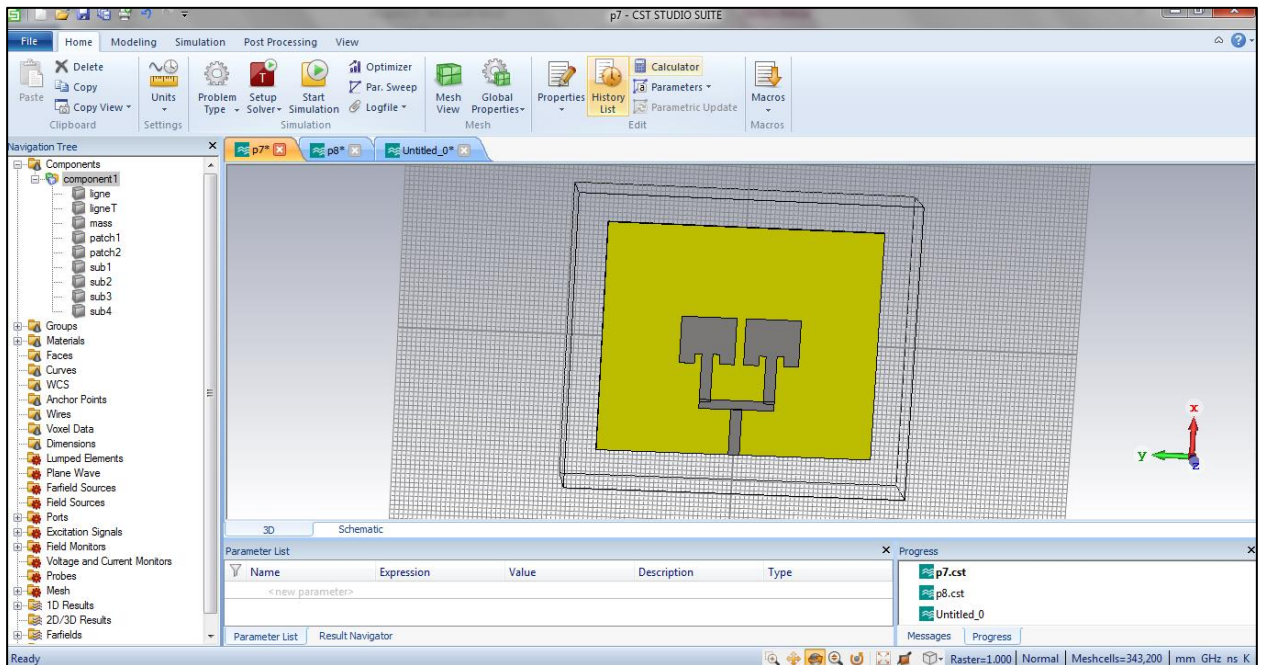 p7 - CST STUDIO SUITE
File Home Modeling Simulation Post Processing View
Paste
Delete
Copy
Copy View
Clipboard
Units
Settings
Problem Type
Setup Solver
Start Simulation
Optimizer
Par. Sweep
Logfile
Simulation
Mesh View
Global Properties
Mesh
Properties
History List
Calculator
Parameters
Parametric Update
Edit
Macros
Macros
Navigation Tree
p7* p8* Untitled_0*
Components
component1
ligne
ligneT
mass
patch1
patch2
sub1
sub2
sub3
sub4
Groups
Materials
Faces
Curves
WCS
Anchor Points
Wires
Voxel Data
Dimensions
Lumped Elements
Plane Wave
Farfield Sources
Field Sources
Ports
Excitation Signals
Field Monitors
Voltage and Current Monitors
Probes
Mesh
1D Results
2D/3D Results
Farfields
x
y
z
3D Schematic
Parameter List
Name Expression Value Description Type
<new parameter>
Parameter List Result Navigator
Progress
p7.cst
p8.cst
Untitled_0
Messages Progress
Ready
Raster=1.000 Normal Meshcells=343,200 mm GHz ns K